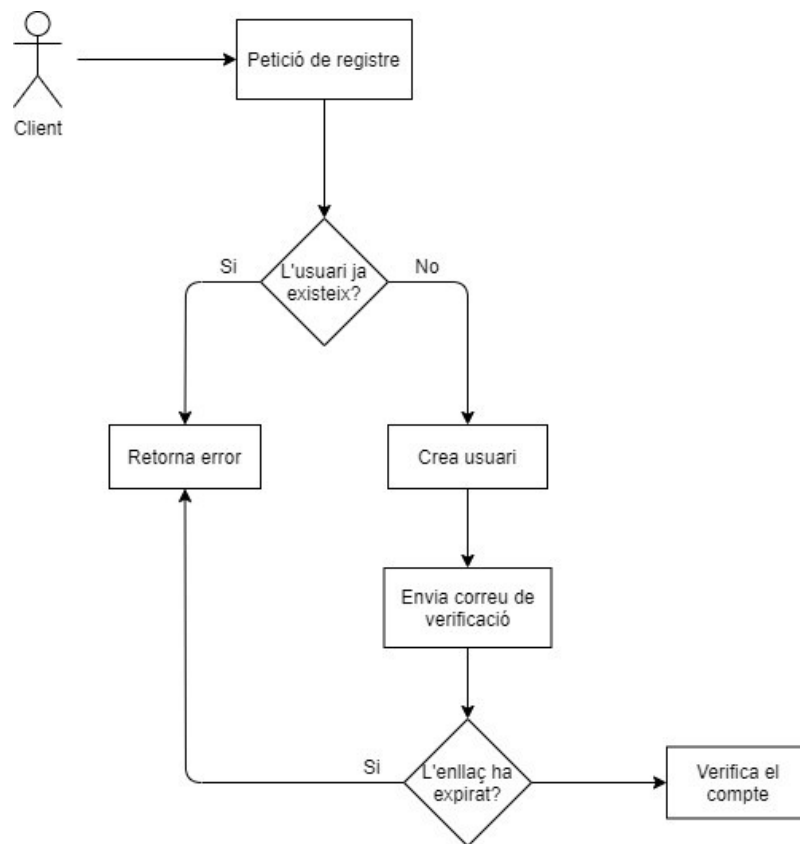 Petició de registre
Client
L'usuari ja
existeix?
Si
No
Retorna error
Crea usuari
Envia correu de
verificació
L'enllaç ha
expirat?
Si
Verifica el
compte